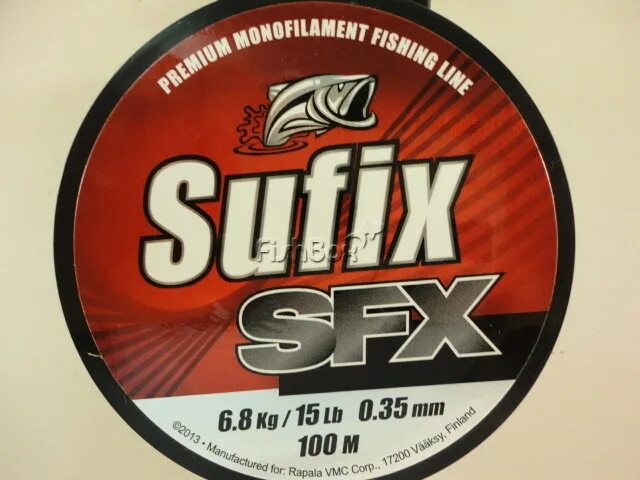 PREMIUM MONOFILAMENT FISHING LINE
Sufix
FishBoy
SFX
6.8 Kg / 15 Lb 0.35 mm
100 M
©2013 • Manufactured for: Rapala VMC Corp., 17200 Vääksy, Finland